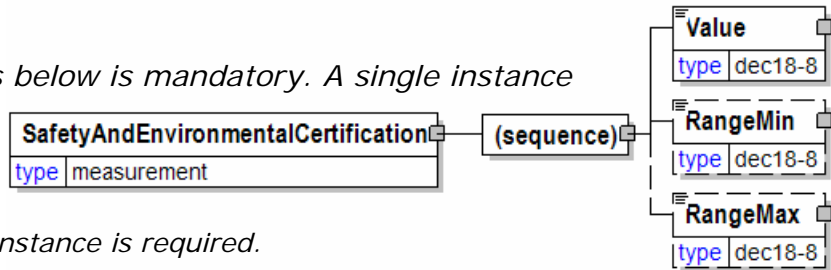 Value
type dec18-8
s below is mandatory. A single instance
RangeMin
type dec18-8
SafetyAndEnvironmentalCertification
type measurement
(sequence)
RangeMax
type dec18-8
nstance is required.